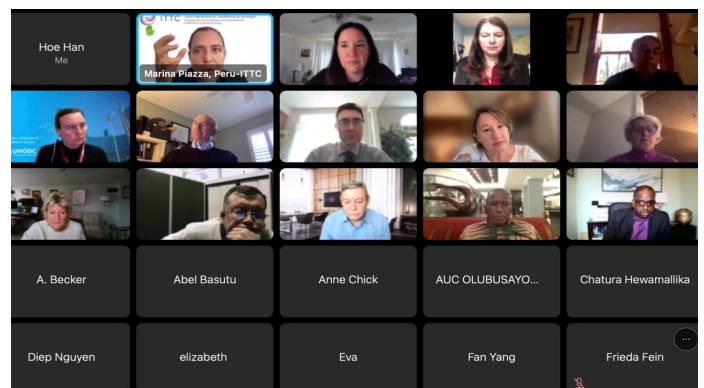 Hoe Han
Me
ITTC
Marina Piazza, Peru-ITTC
UNODC
A. Becker
Abel Basutu
Anne Chick
AUC OLUBUSAYO...
Chatura Hewamallika
Diep Nguyen
elizabeth
Eva
Fan Yang
Frieda Fein